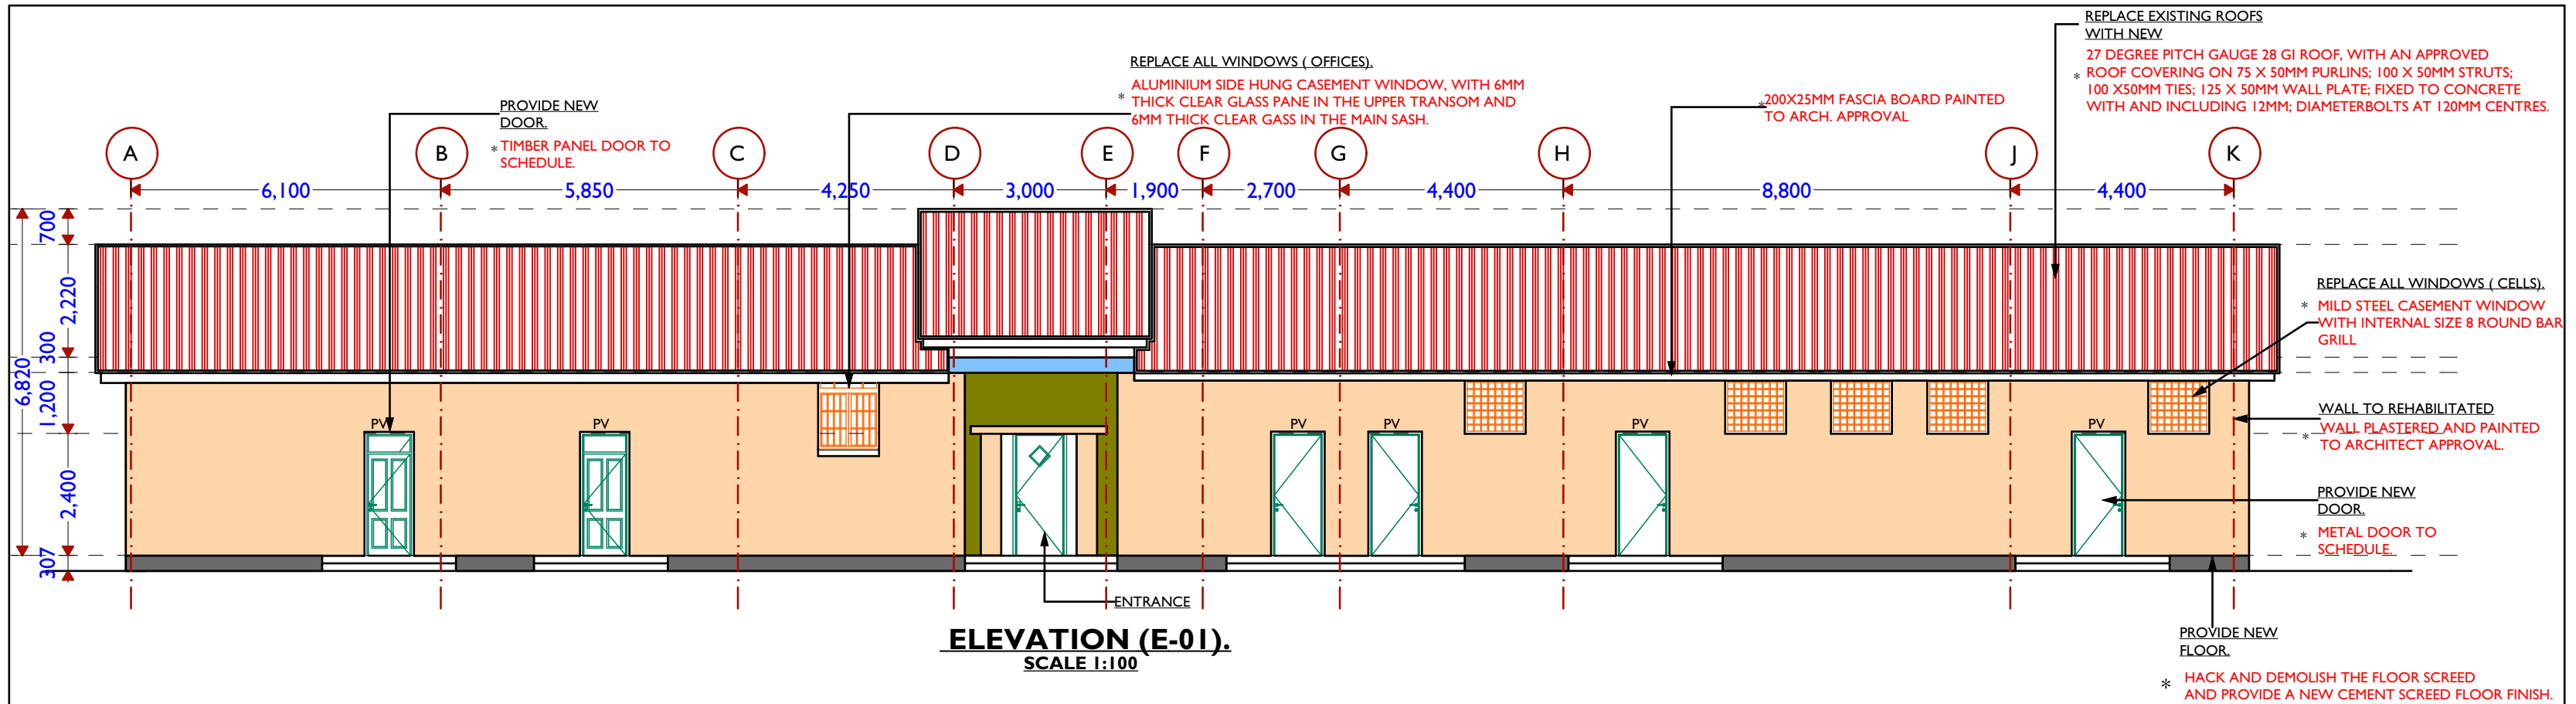 REPLACE EXISTING ROOFS
WITH NEW
27 DEGREE PITCH GAUGE 28 GI ROOF, WITH AN APPROVED
* ROOF COVERING ON 75 X 50MM PURLINS; 100 X 50MM STRUTS;
100 X50MM TIES; 125 X 50MM WALL PLATE; FIXED TO CONCRETE
WITH AND INCLUDING 12MM; DIAMETERBOLTS AT 120MM CENTRES.
REPLACE ALL WINDOWS ( OFFICES).
* ALUMINIUM SIDE HUNG CASEMENT WINDOW, WITH 6MM
THICK CLEAR GLASS PANE IN THE UPPER TRANSOM AND
6MM THICK CLEAR GASS IN THE MAIN SASH.
*200X25MM FASCIA BOARD PAINTED
TO ARCH. APPROVAL
PROVIDE NEW
DOOR.
* TIMBER PANEL DOOR TO
SCHEDULE.
A B C D E F G H J K
6,100 5,850 4,250 3,000 1,900 2,700 4,400 8,800 4,400
700
2,220
300
6,820
1,200
2,400
307
REPLACE ALL WINDOWS ( CELLS).
* MILD STEEL CASEMENT WINDOW
WITH INTERNAL SIZE 8 ROUND BAR
GRILL
WALL TO REHABILITATED
* WALL PLASTERED AND PAINTED
TO ARCHITECT APPROVAL.
PV PV PV PV PV PV
PROVIDE NEW
DOOR.
* METAL DOOR TO
SCHEDULE.
ENTRANCE
PROVIDE NEW
FLOOR.
* HACK AND DEMOLISH THE FLOOR SCREED
AND PROVIDE A NEW CEMENT SCREED FLOOR FINISH.
ELEVATION (E-01).
SCALE 1:100